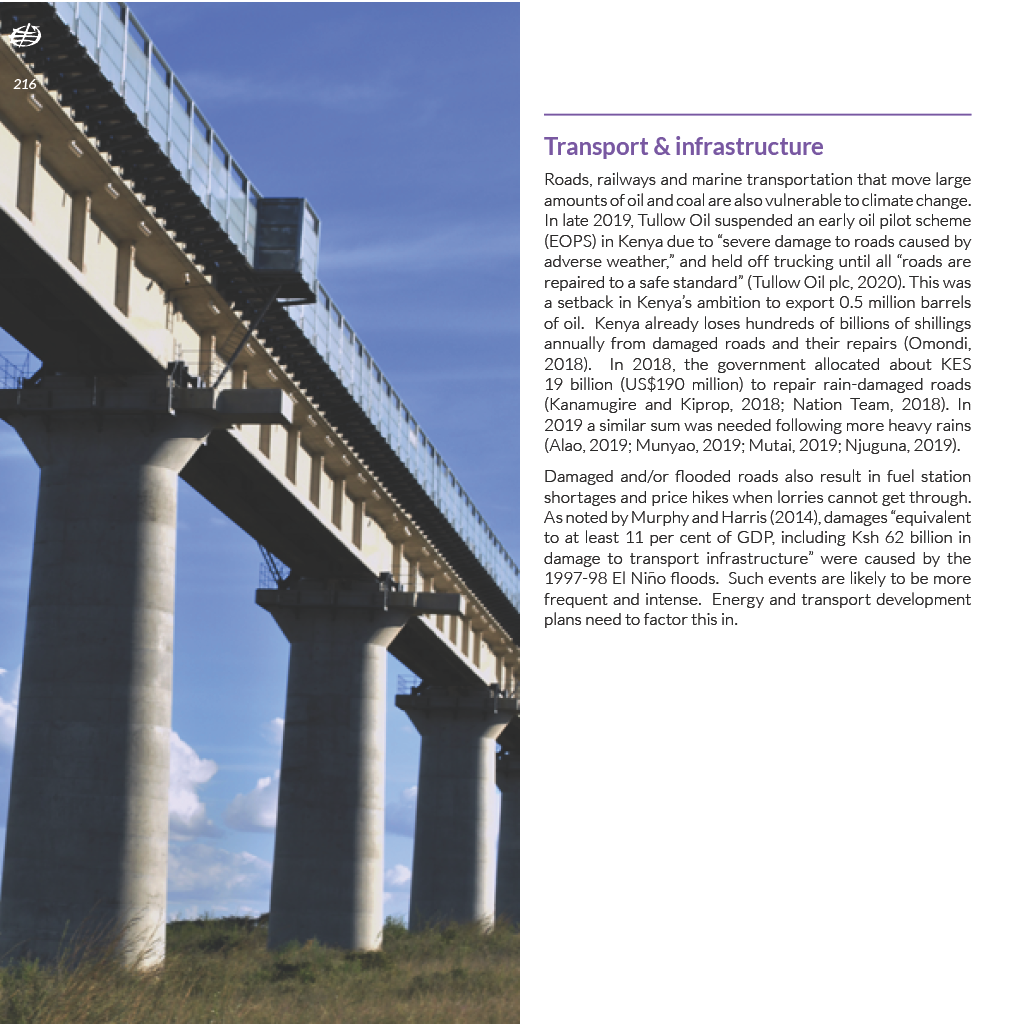 216
Transport & infrastructure
Roads, railways and marine transportation that move large
amounts of oil and coal are also vulnerable to climate change.
In late 2019, Tullow Oil suspended an early oil pilot scheme
(EOPS) in Kenya due to “severe damage to roads caused by
adverse weather,” and held off trucking until all “roads are
repaired to a safe standard” (Tullow Oil plc, 2020). This was
a setback in Kenya’s ambition to export 0.5 million barrels
of oil.  Kenya already loses hundreds of billions of shillings
annually from damaged roads and their repairs (Omondi,
2018).  In 2018, the government allocated about KES
19 billion (US$190 million) to repair rain-damaged roads
(Kanamugire and Kiprop, 2018; Nation Team, 2018). In
2019 a similar sum was needed following more heavy rains
(Alao, 2019; Munyao, 2019; Mutai, 2019; Njuguna, 2019).
Damaged and/or flooded roads also result in fuel station
shortages and price hikes when lorries cannot get through.
As noted by Murphy and Harris (2014), damages “equivalent
to at least 11 per cent of GDP, including Ksh 62 billion in
damage to transport infrastructure” were caused by the
1997-98 El Niño floods.  Such events are likely to be more
frequent and intense.  Energy and transport development
plans need to factor this in.